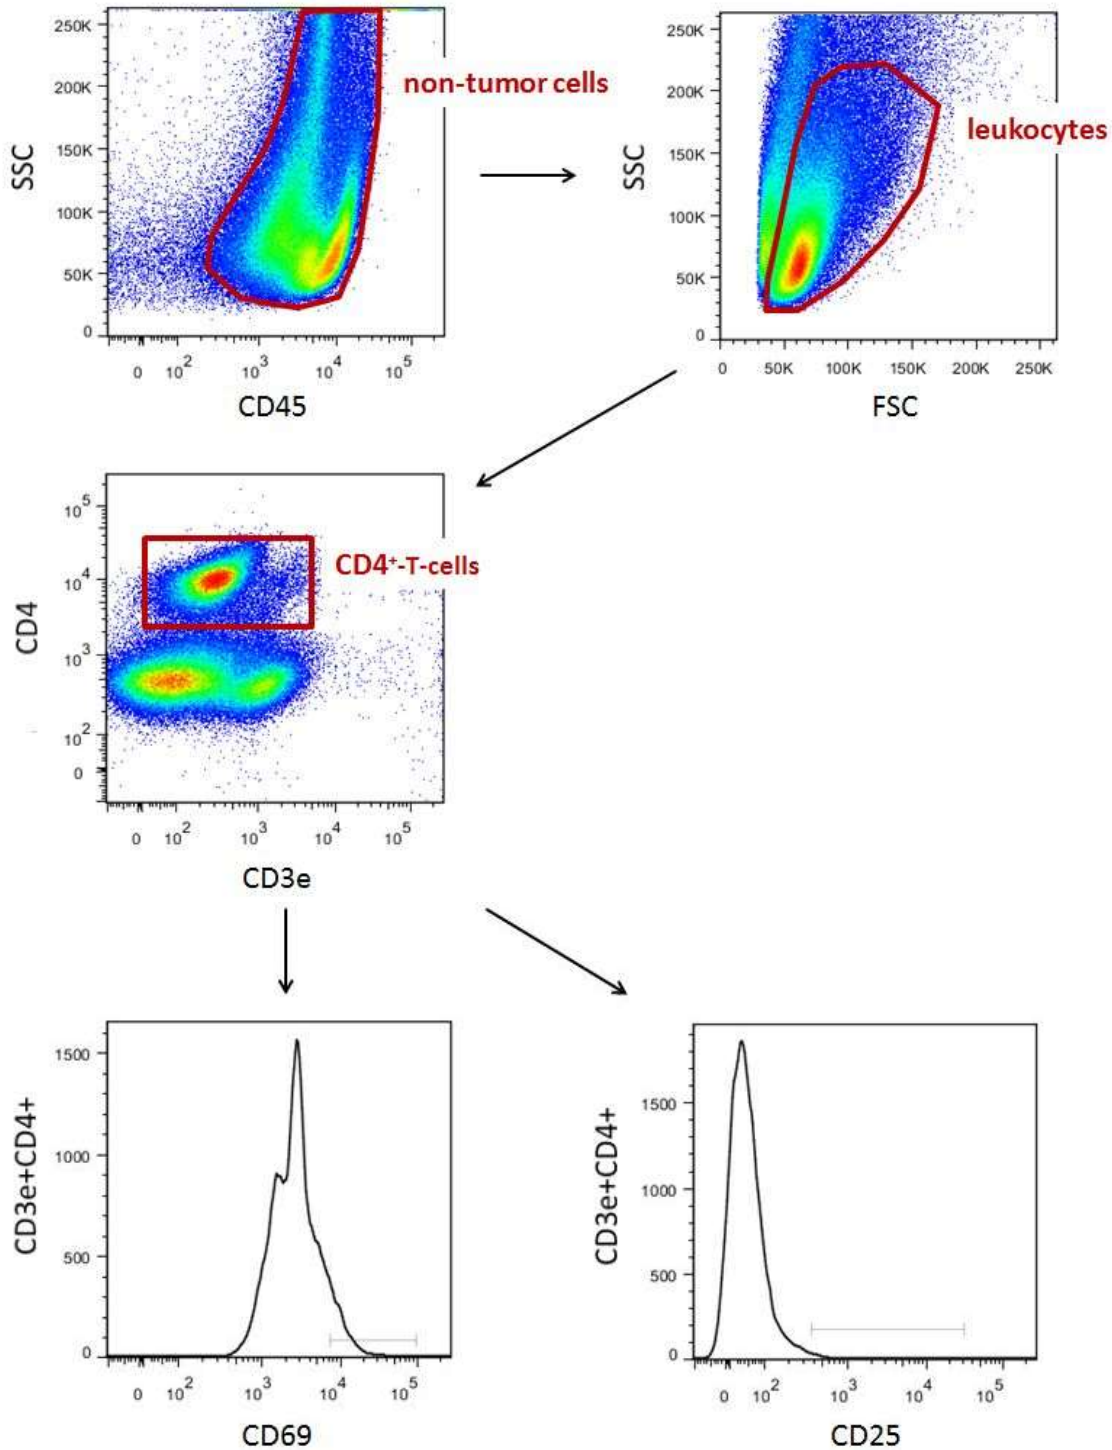 250K
200K
150K
100K
50K
0
SSC
0 10² 10³ 10⁴ 10⁵
CD45
non-tumor cells
250K
200K
150K
100K
50K
0
SSC
0 50K 100K 150K 200K 250K
FSC
leukocytes
10⁵
10⁴
10³
10²
0
CD4
0 10² 10³ 10⁴ 10⁵
CD3e
CD4⁺-T-cells
1500
1000
500
0
CD3e+CD4+
0 10² 10³ 10⁴ 10⁵
CD69
1500
1000
500
0
CD3e+CD4+
0 10² 10³ 10⁴ 10⁵
CD25